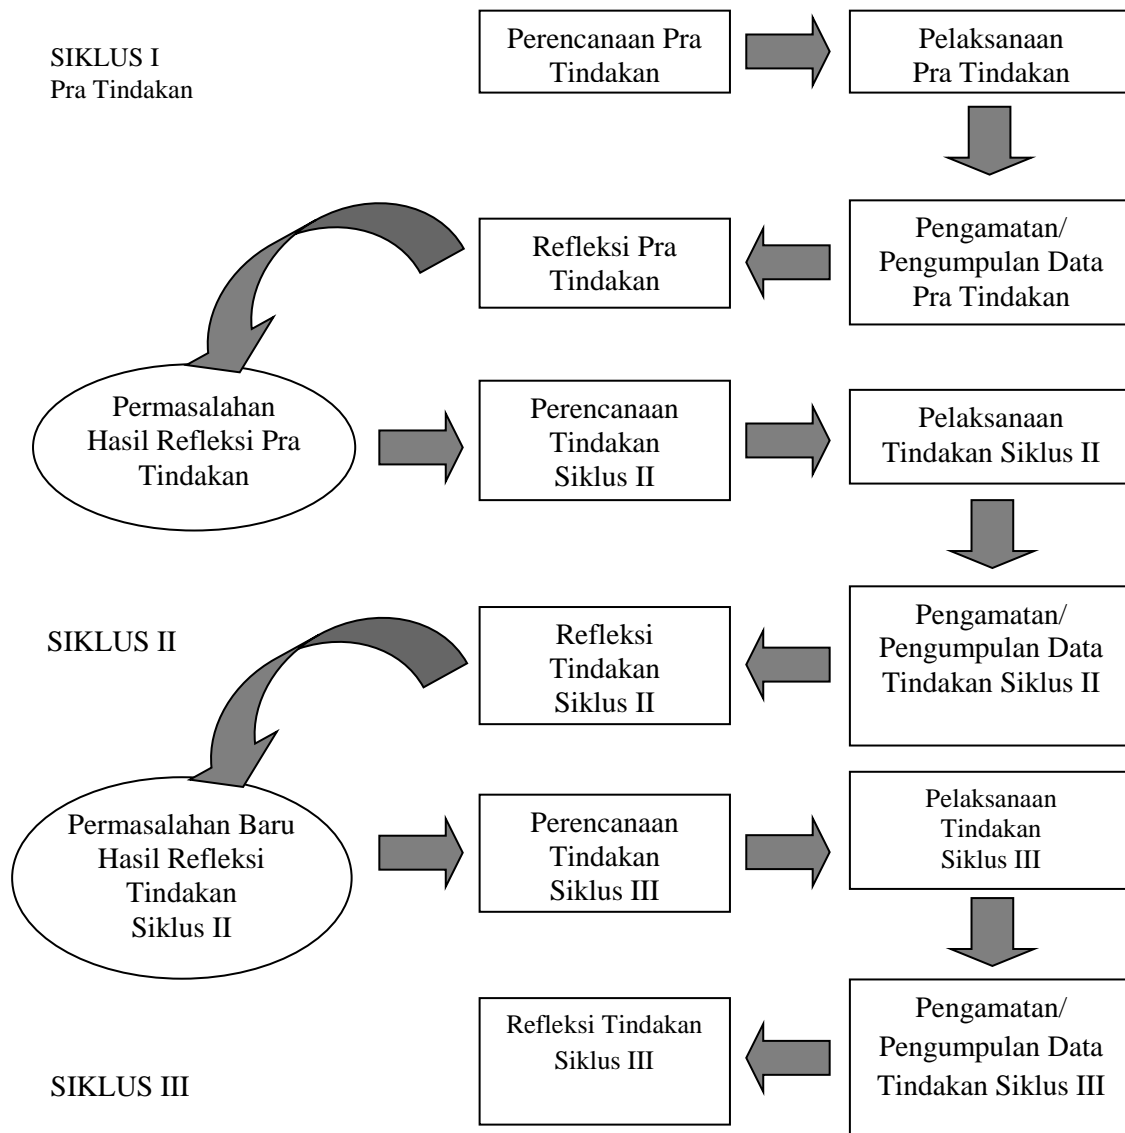 SIKLUS I
Pra Tindakan
Perencanaan Pra
Tindakan
Pelaksanaan
Pra Tindakan
Pengamatan/
Pengumpulan Data
Pra Tindakan
Refleksi Pra
Tindakan
Permasalahan
Hasil Refleksi Pra
Tindakan
Perencanaan
Tindakan
Siklus II
Pelaksanaan
Tindakan Siklus II
SIKLUS II
Pengamatan/
Pengumpulan Data
Tindakan Siklus II
Refleksi
Tindakan
Siklus II
Permasalahan Baru
Hasil Refleksi
Tindakan
Siklus II
Perencanaan
Tindakan
Siklus III
Pelaksanaan
Tindakan
Siklus III
Pengamatan/
Pengumpulan Data
Tindakan Siklus III
Refleksi Tindakan
Siklus III
SIKLUS III